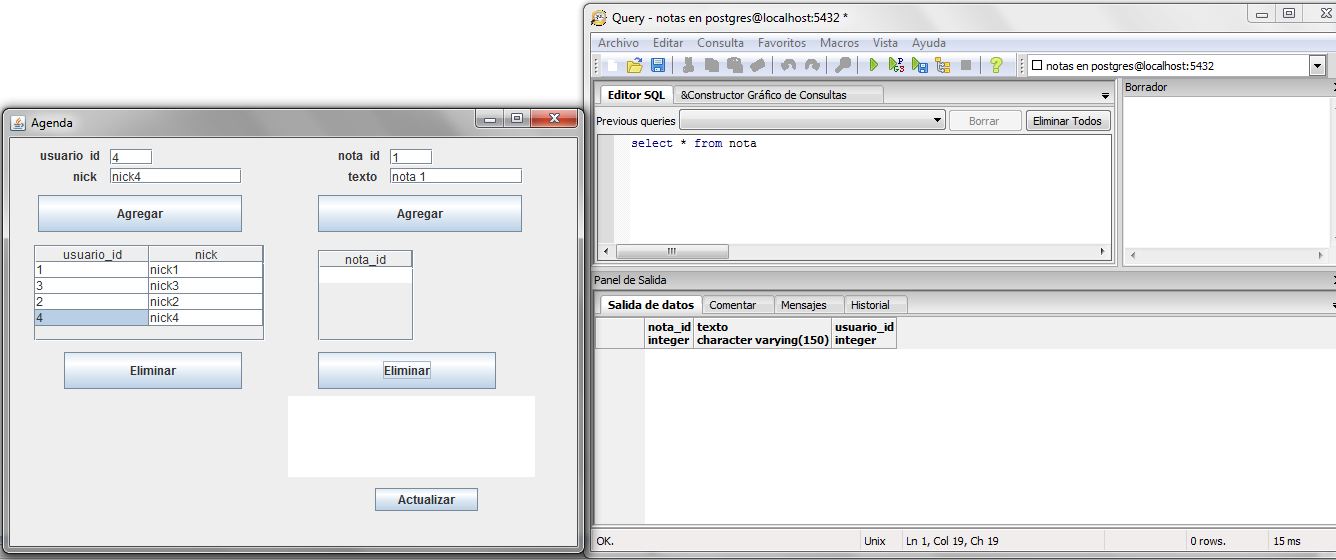 Agenda
usuario id 4
nick nick4
Agregar
usuario_id nick
1 nick1
3 nick3
2 nick2
4 nick4
Eliminar
nota id 1
texto nota 1
Agregar
nota_id
Eliminar
Actualizar
Query - notas en postgres@localhost:5432 *
Archivo Editar Consulta Favoritos Macros Vista Ayuda
notas en postgres@localhost:5432
Editor SQL &Constructor Gráfico de Consultas
Previous queries Borrar Eliminar Todos
select * from nota
Borrador
Panel de Salida
Salida de datos Comentar Mensajes Historial
nota_id texto usuario_id
integer character varying(150) integer
OK. Unix Ln 1, Col 19, Ch 19 0 rows. 15 ms